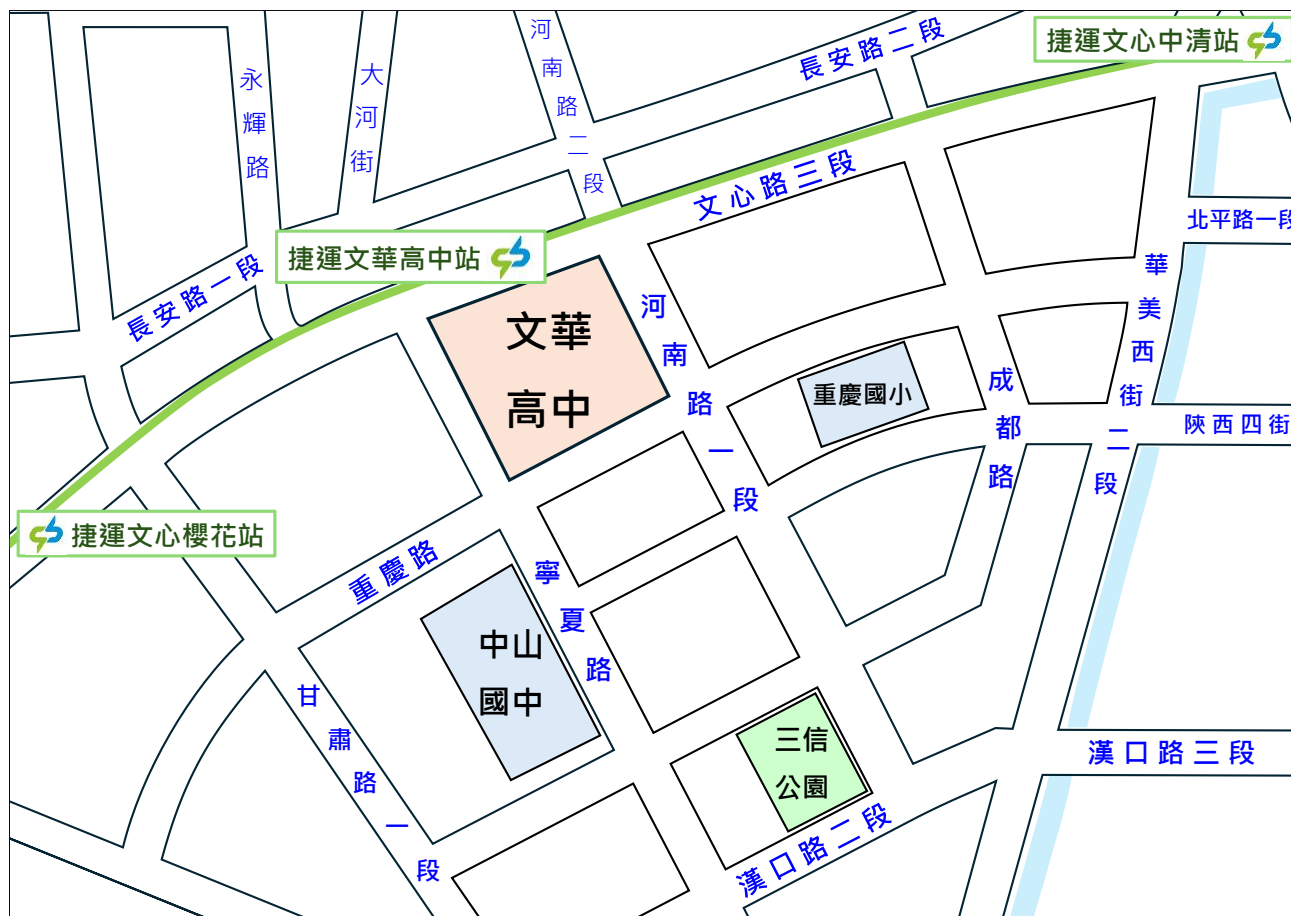 河南路二段
長安路二段
捷運文心中清站
永輝路
大河街
文心路三段
北平路一段
捷運文華高中站
長安路一段
華美西街二段
文華
高中
河南路一段
重慶國小
成都路
陝西四街
捷運文心櫻花站
重慶路
寧夏路
中山
國中
甘肅路一段
三信
公園
漢口路三段
漢口路二段